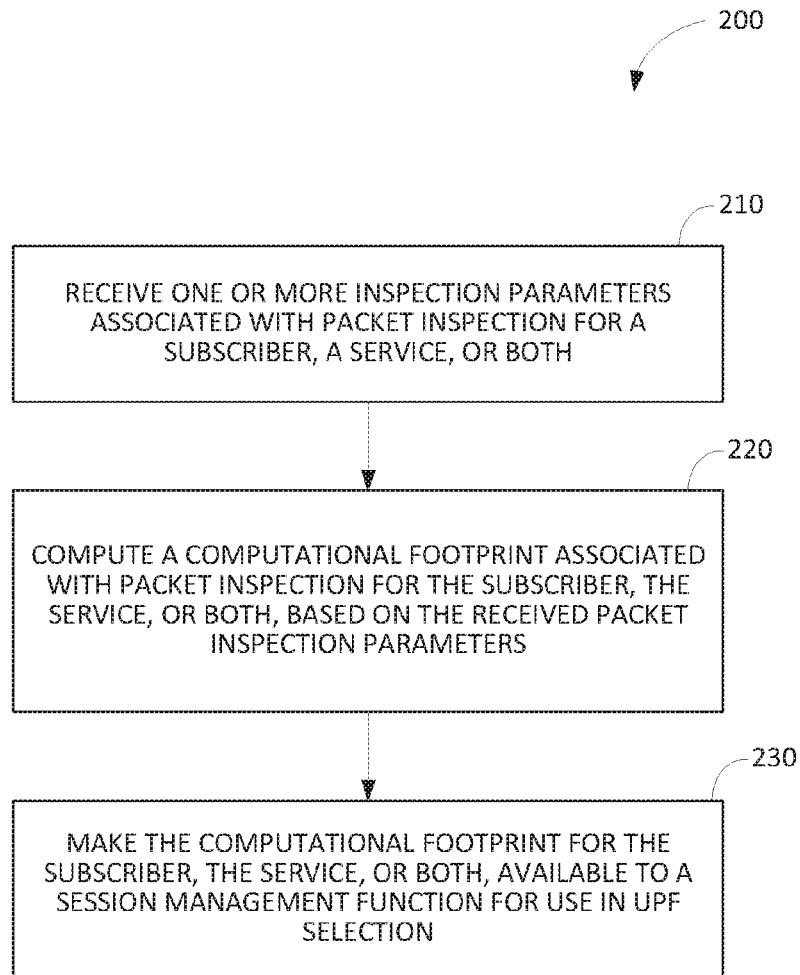 200
210
RECEIVE ONE OR MORE INSPECTION PARAMETERS
ASSOCIATED WITH PACKET INSPECTION FOR A
SUBSCRIBER, A SERVICE, OR BOTH
220
COMPUTE A COMPUTATIONAL FOOTPRINT ASSOCIATED
WITH PACKET INSPECTION FOR THE SUBSCRIBER, THE
SERVICE, OR BOTH, BASED ON THE RECEIVED PACKET
INSPECTION PARAMETERS
230
MAKE THE COMPUTATIONAL FOOTPRINT FOR THE
SUBSCRIBER, THE SERVICE, OR BOTH, AVAILABLE TO A
SESSION MANAGEMENT FUNCTION FOR USE IN UPF
SELECTION